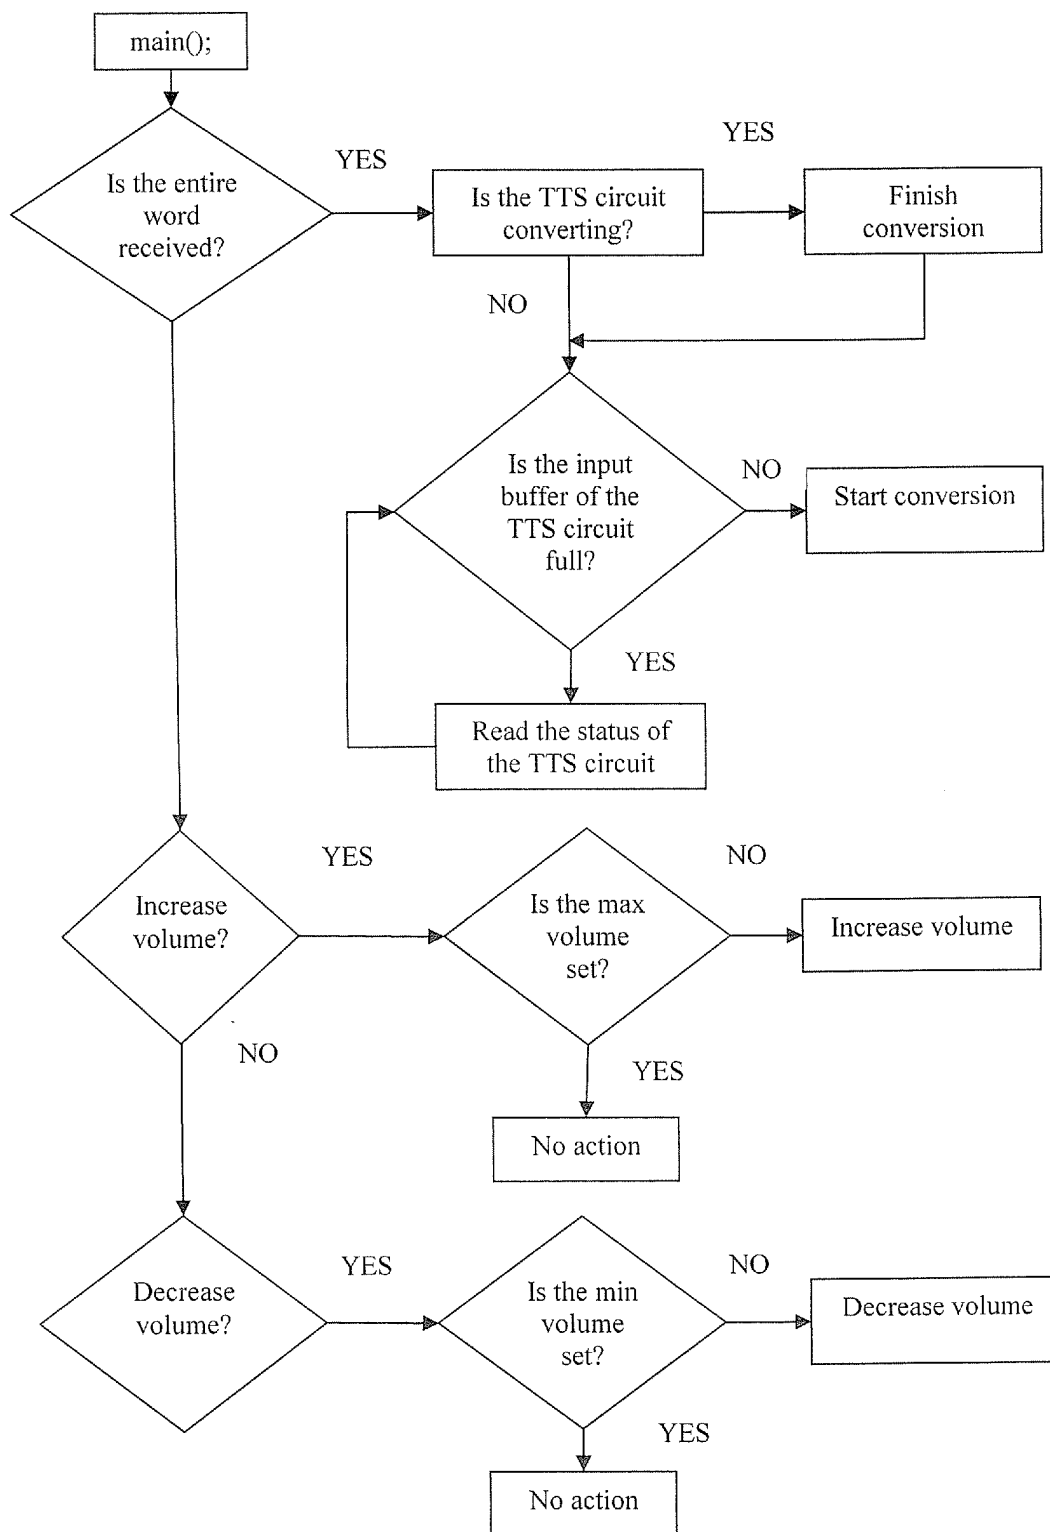 main();
YES
YES
Is the entire
word
received?
Is the TTS circuit
converting?
Finish
conversion
NO
Is the input
buffer of the
TTS circuit
full?
NO
Start conversion
YES
Read the status of
the TTS circuit
YES
NO
Increase
volume?
Is the max
volume
set?
Increase volume
NO
YES
No action
YES
NO
Decrease
volume?
Is the min
volume
set?
Decrease volume
YES
No action